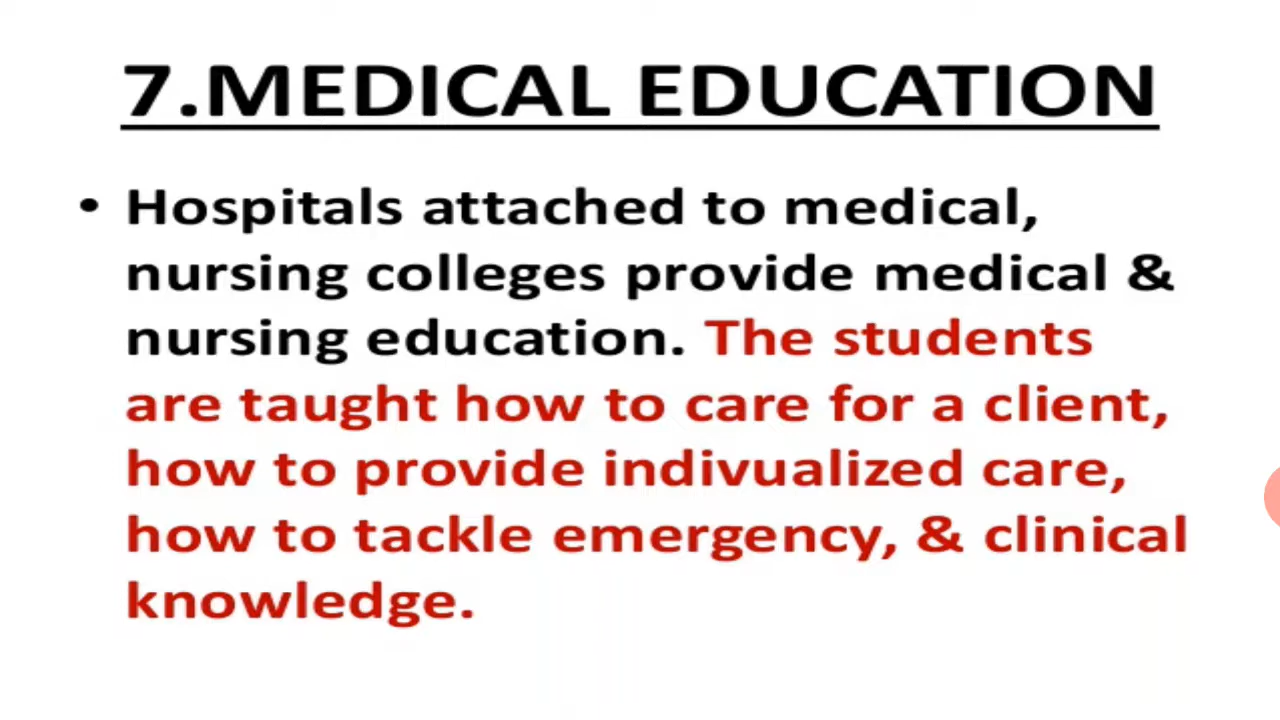 7.MEDICAL EDUCATION
• Hospitals attached to medical,
nursing colleges provide medical &
nursing education. The students
are taught how to care for a client,
how to provide indivualized care,
how to tackle emergency, & clinical
knowledge.